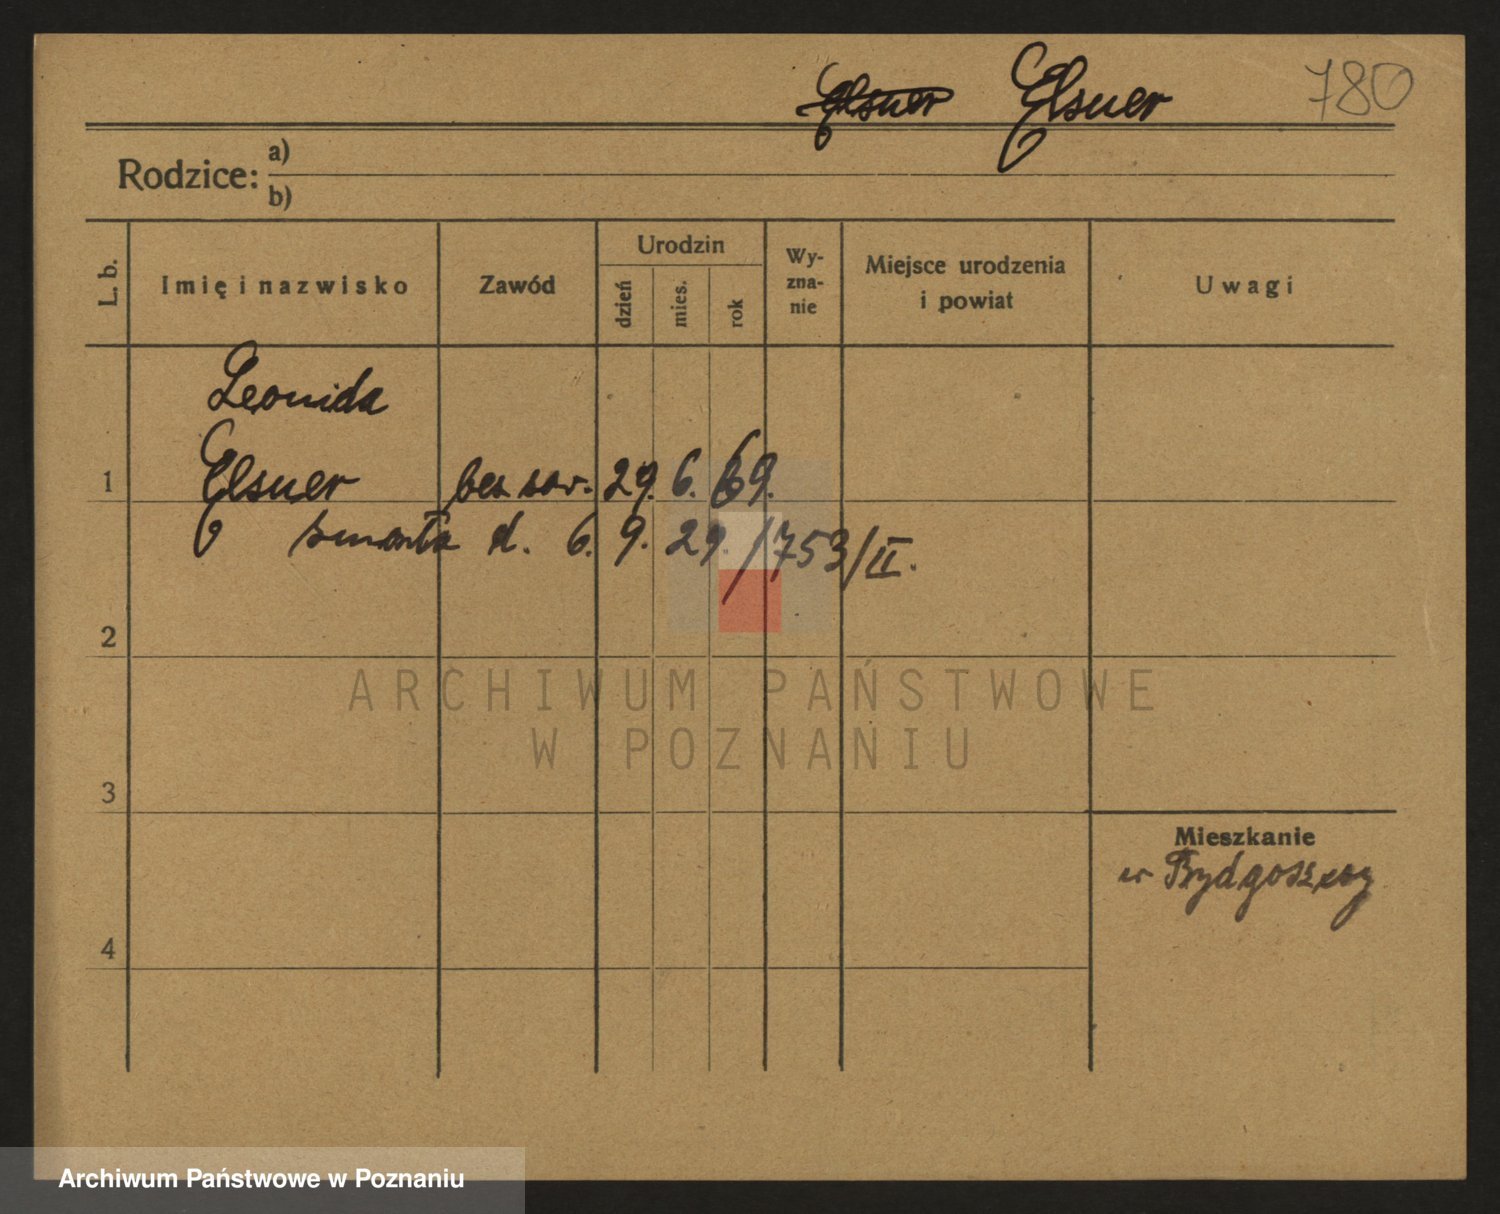 Elsner Elsner 780
Rodzice: a)
b)
L. b. Imię i nazwisko Zawód Urodzin dzień mies. rok Wy-zna-nie Miejsce urodzenia i powiat Uwagi
Leonida
1 Elsner bez zaw. 29. 6. 69.
zmarła d. 6. 9. 29. /753/II.
2
ARCHIWUM PAŃSTWOWE
W POZNANIU
3
Mieszkanie
w Bydgoszczy
4
Archiwum Państwowe w Poznaniu